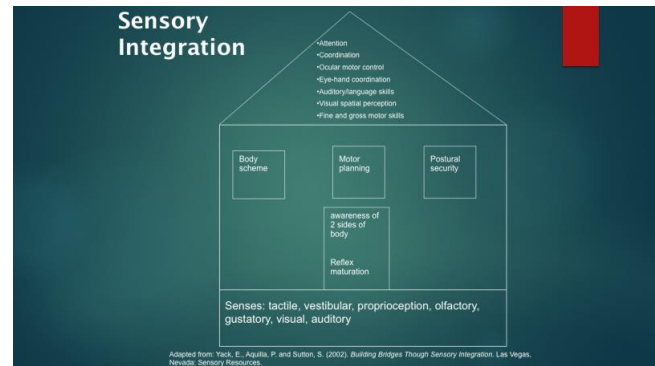 Sensory
Integration
•Attention
•Coordination
•Ocular motor control
•Eye-hand coordination
•Auditory/language skills
•Visual spatial perception
•Fine and gross motor skills
Body
scheme
Motor
planning
Postural
security
awareness of
2 sides of
body
Reflex
maturation
Senses: tactile, vestibular, proprioception, olfactory,
gustatory, visual, auditory
Adapted from: Yack, E., Aquilla, P. and Sutton, S. (2002). Building Bridges Though Sensory Integration. Las Vegas,
Nevada: Sensory Resources.